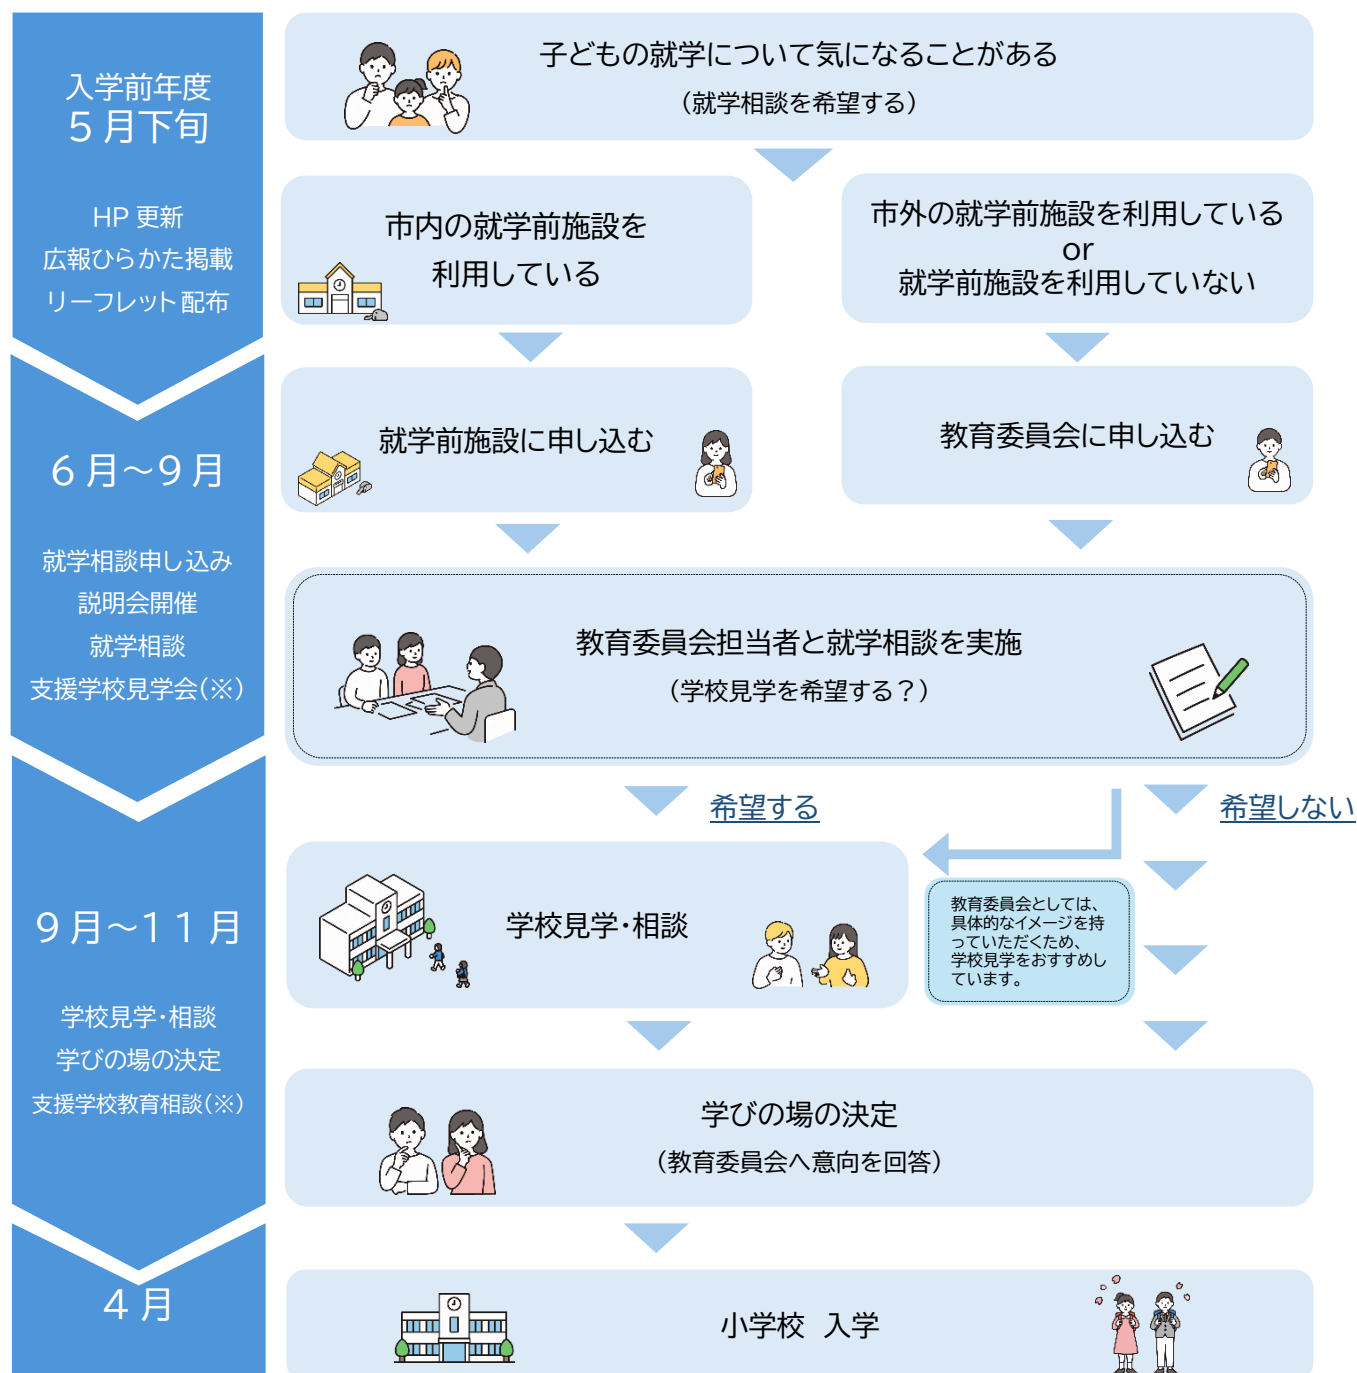 入学前年度
5月下旬
HP 更新
広報ひらかた掲載
リーフレット配布
子どもの就学について気になることがある
（就学相談を希望する）
市内の就学前施設を
利用している
市外の就学前施設を利用している
or
就学前施設を利用していない
6月～9月
就学相談申し込み
説明会開催
就学相談
支援学校見学会(※)
就学前施設に申し込む
教育委員会に申し込む
教育委員会担当者と就学相談を実施
（学校見学を希望する？）
希望する
希望しない
9月～11月
学校見学・相談
学びの場の決定
支援学校教育相談(※)
学校見学・相談
教育委員会としては、
具体的なイメージを持
っていただくため、
学校見学をおすすめし
ています。
学びの場の決定
（教育委員会へ意向を回答）
4月
小学校 入学